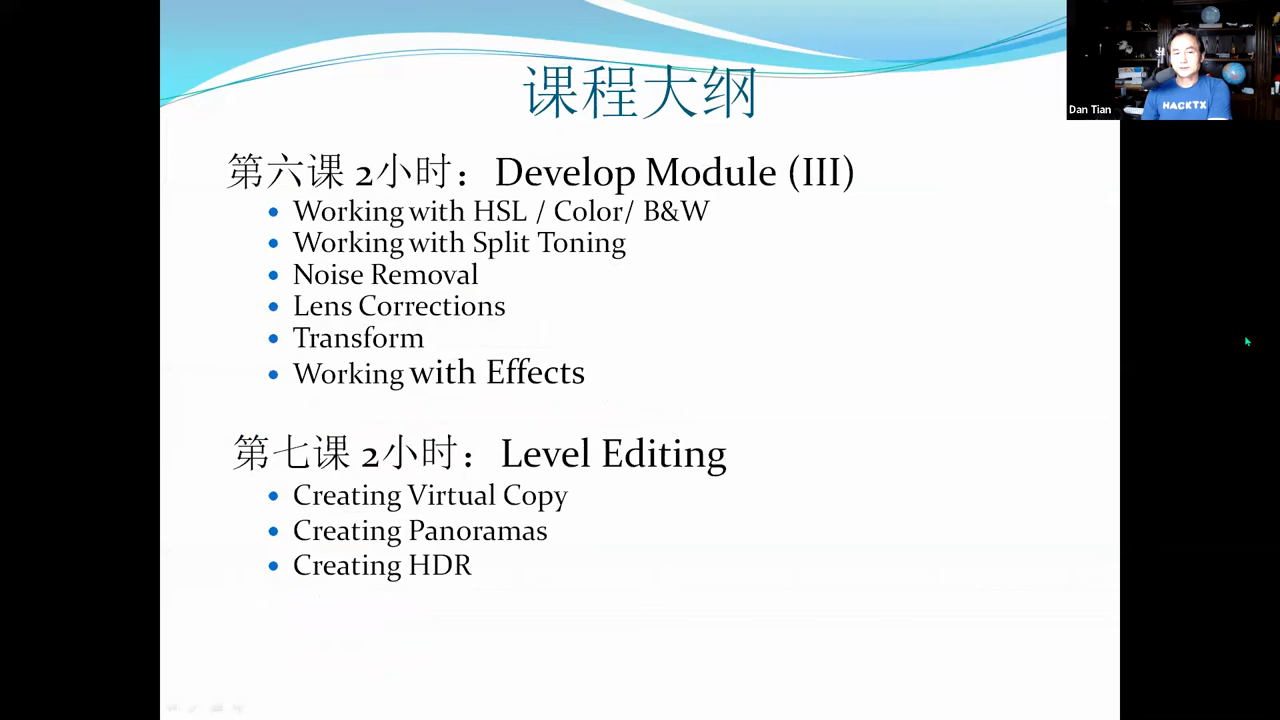 课程大纲
第六课 2小时：Develop Module (III)
Working with HSL / Color/ B&W
Working with Split Toning
Noise Removal
Lens Corrections
Transform
Working with Effects
第七课 2小时：Level Editing
Creating Virtual Copy
Creating Panoramas
Creating HDR
HACKTX
Dan Tian